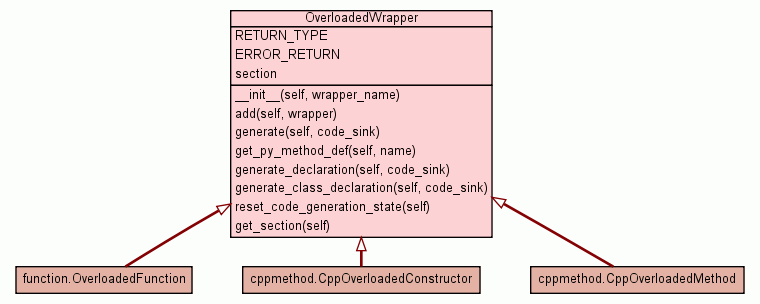 OverloadedWrapper
RETURN_TYPE
ERROR_RETURN
section
__init__(self, wrapper_name)
add(self, wrapper)
generate(self, code_sink)
get_py_method_def(self, name)
generate_declaration(self, code_sink)
generate_class_declaration(self, code_sink)
reset_code_generation_state(self)
get_section(self)
function.OverloadedFunction
cppmethod.CppOverloadedConstructor
cppmethod.CppOverloadedMethod